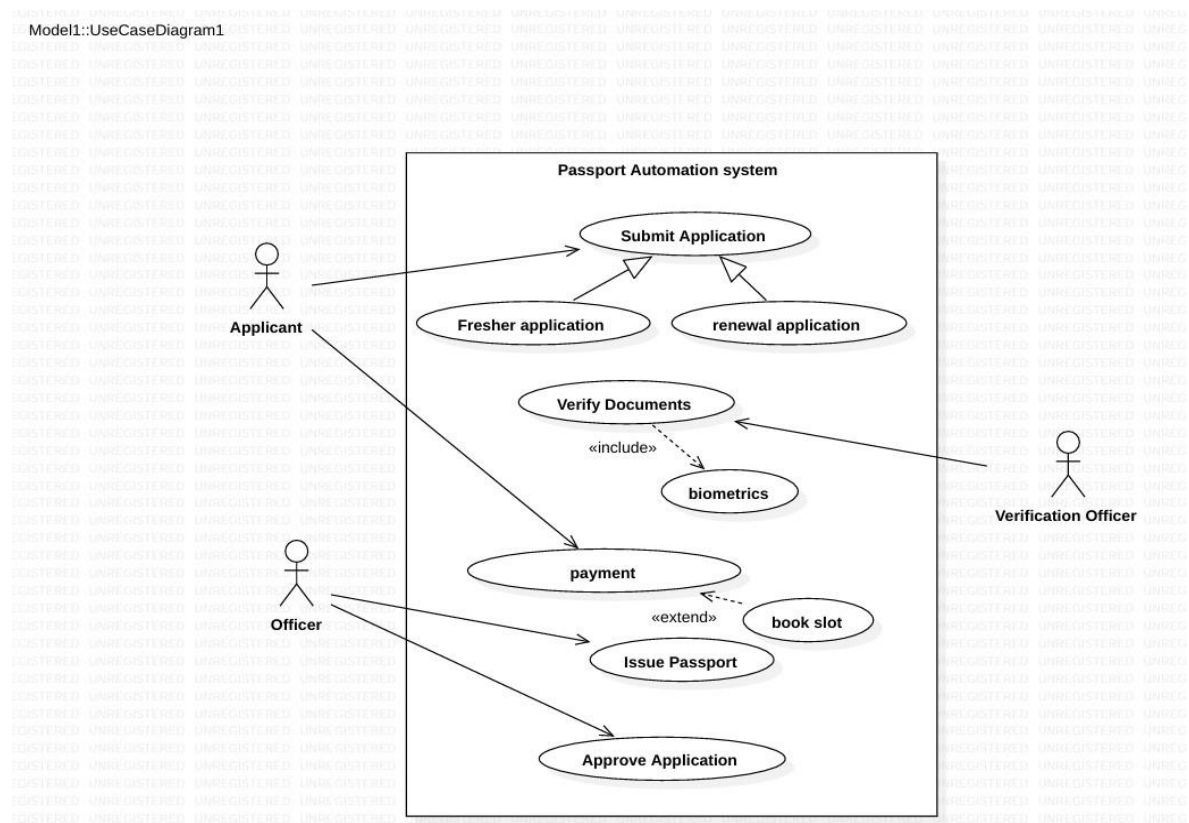 Model1::UseCaseDiagram1
Passport Automation system
Submit Application
Fresher application
renewal application
Applicant
Verify Documents
«include»
biometrics
Verification Officer
payment
«extend»
book slot
Officer
Issue Passport
Approve Application
UNREGISTERED